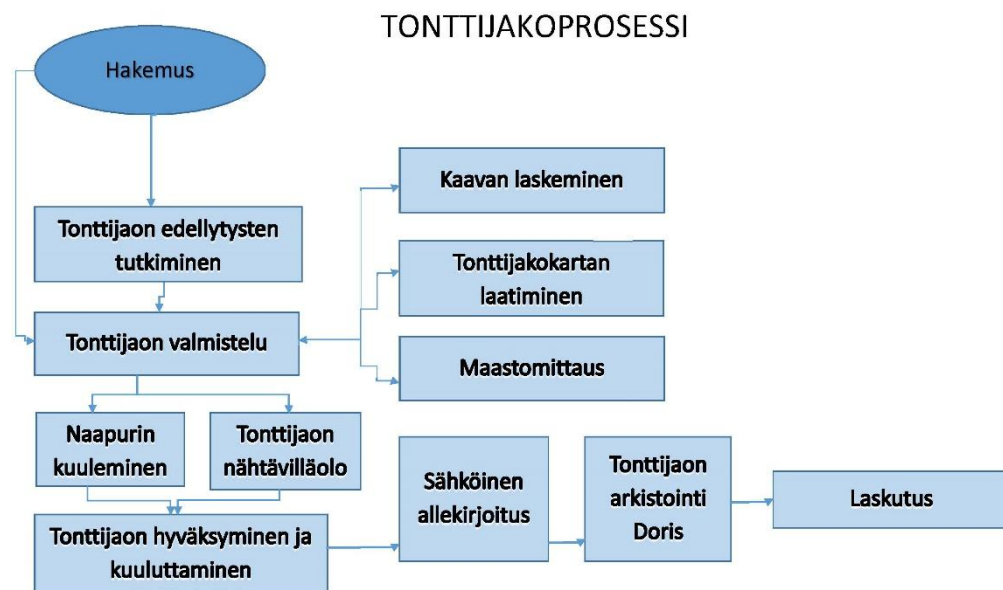 TONTTIJAKOPROSESSI
Hakemus
Kaavan laskeminen
Tonttijaon edellytysten
tutkiminen
Tonttijakokartan
laatiminen
Tonttijaon valmistelu
Maastomittaus
Naapurin
kuuleminen
Tonttijaon
nähtävilläolo
Sähköinen
allekirjoitus
Tonttijaon
arkistointi
Doris
Laskutus
Tonttijaon hyväksyminen ja
kuuluttaminen